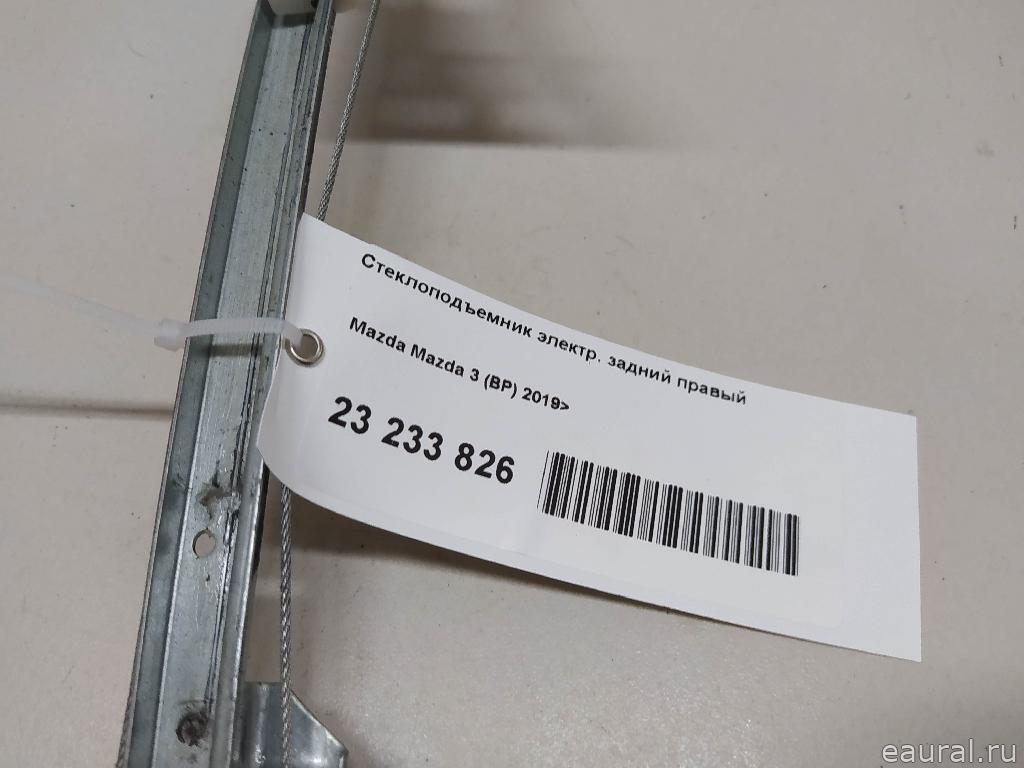 Стеклоподъемник электр. задний правый
Mazda Mazda 3 (BP) 2019>
23 233 826
eaural.ru